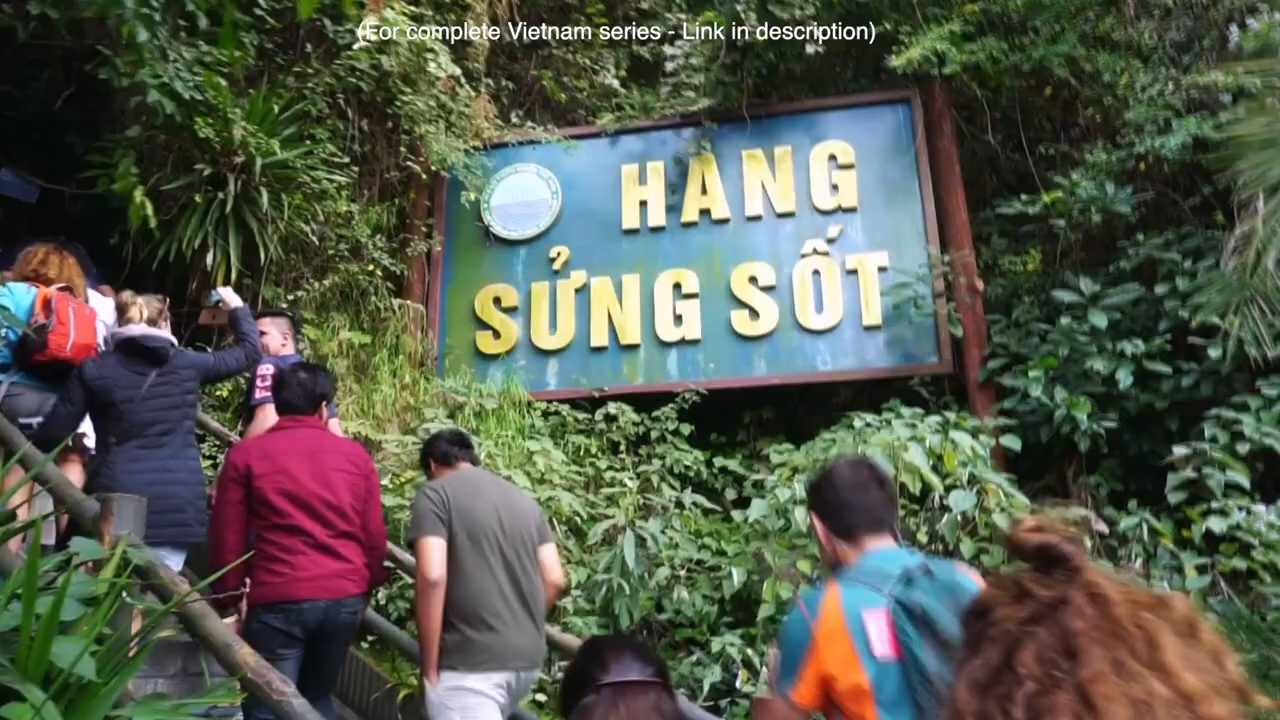 (For complete Vietnam series - Link in description)
HANG
SỬNG SỐT